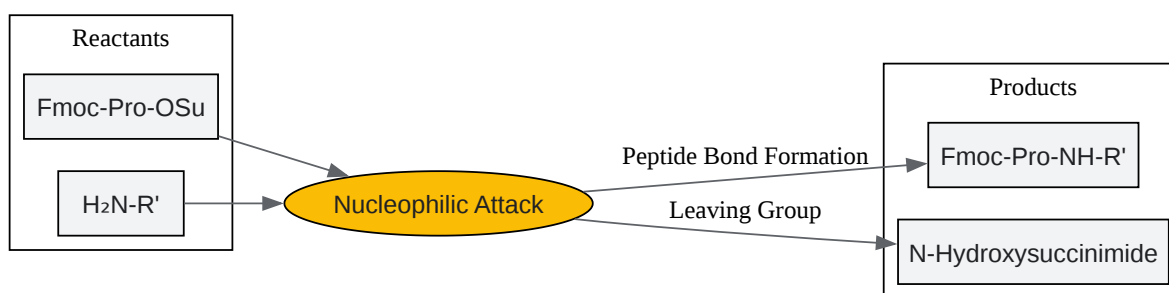 Reactants
Fmoc-Pro-OSu
H₂N-R'
Nucleophilic Attack
Peptide Bond Formation
Leaving Group
Products
Fmoc-Pro-NH-R'
N-Hydroxysuccinimide